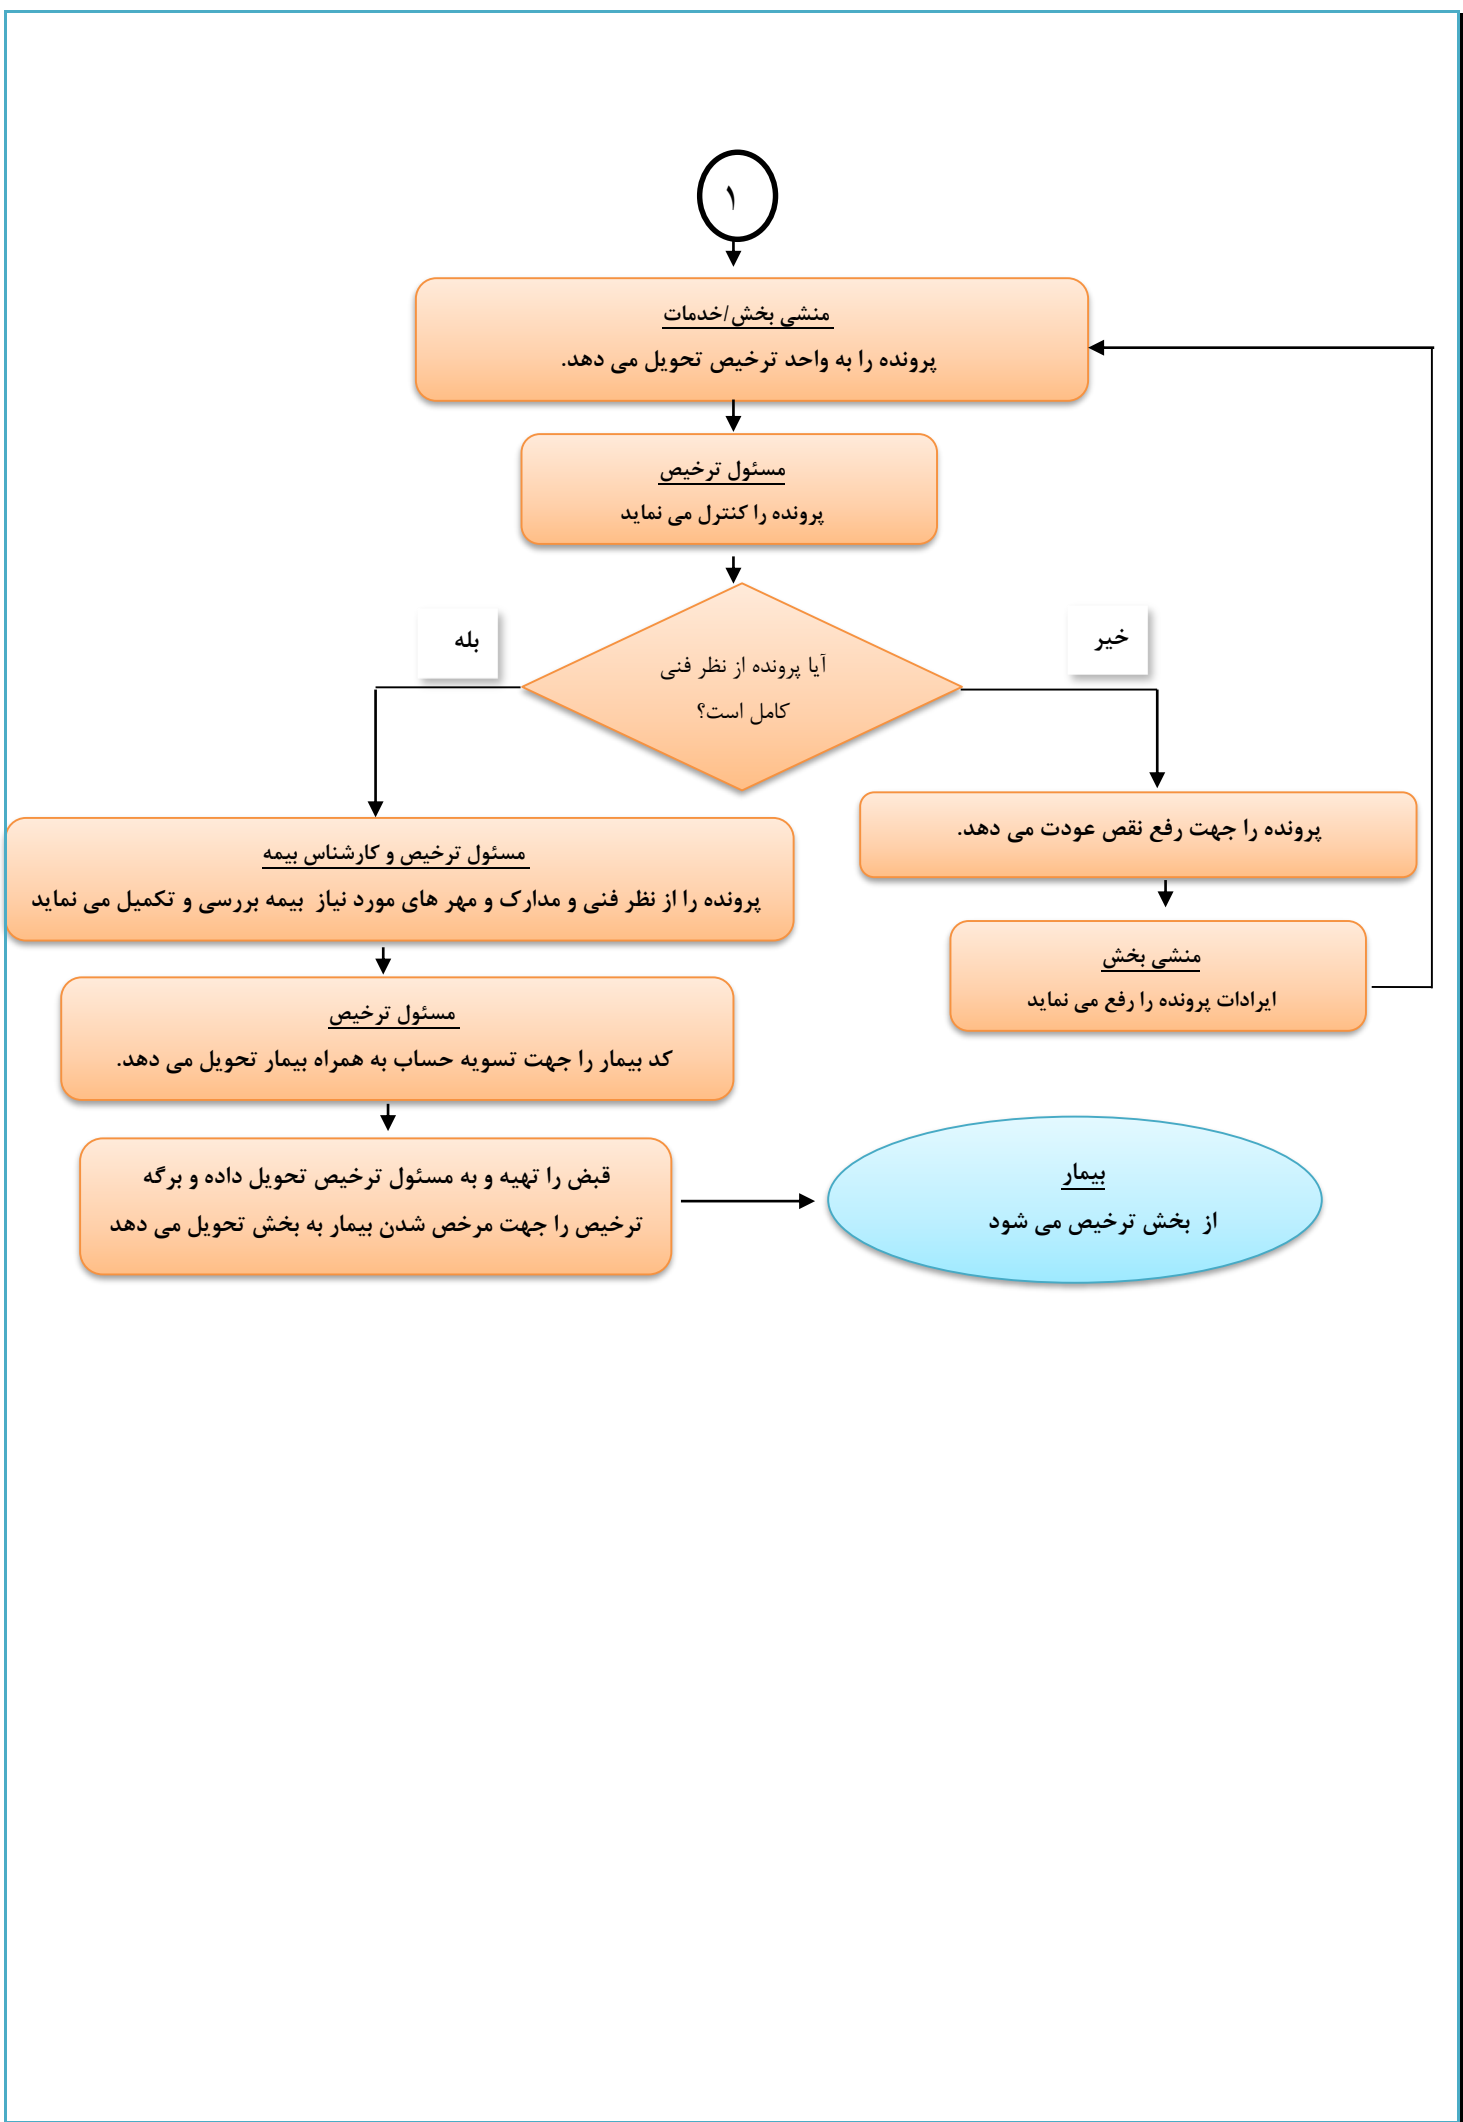 ۱
منشی بخش/خدمات
پرونده را به واحد ترخیص تحویل می دهد.
مسئول ترخیص
پرونده را کنترل می نماید
خیر
بله
آیا پرونده از نظر فنی
کامل است؟
پرونده را جهت رفع نقص عودت می دهد.
مسئول ترخیص و کارشناس بیمه
پرونده را از نظر فنی و مدارک و مهر های مورد نیاز بیمه بررسی و تکمیل می نماید
منشی بخش
ایرادات پرونده را رفع می نماید
مسئول ترخیص
کد بیمار را جهت تسویه حساب به همراه بیمار تحویل می دهد.
قبض را تهیه و به مسئول ترخیص تحویل داده و برگه
ترخیص را جهت مرخص شدن بیمار به بخش تحویل می دهد
بیمار
از بخش ترخیص می شود